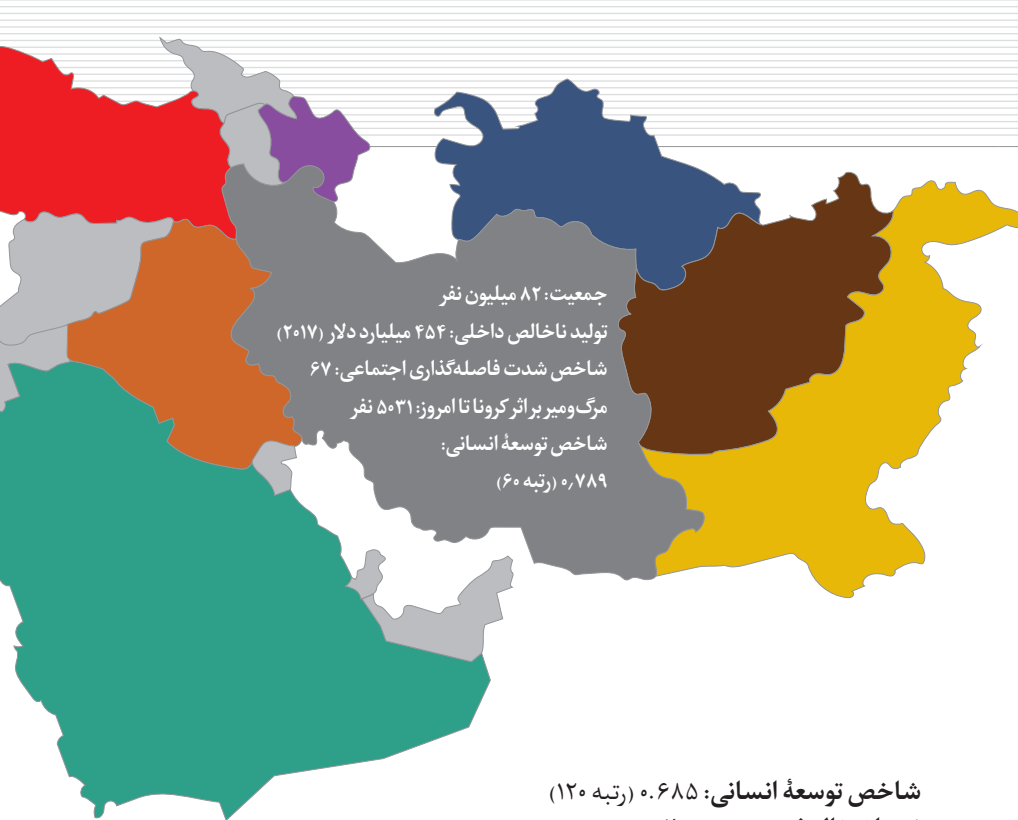 جمعیت: ۸۲ میلیون نفر
تولید ناخالص داخلی: ۴۵۴ میلیارد دلار (۲۰۱۷)
شاخص شدت فاصله‌گذاری اجتماعی: ۶۷
مرگ‌ومیر بر اثر کرونا تا امروز: ۵۰۳۱ نفر
شاخص توسعهٔ انسانی:
۰٫۷۸۹ (رتبه ۶۰)
شاخص توسعهٔ انسانی: ۰.۶۸۵ (رتبه ۱۲۰)